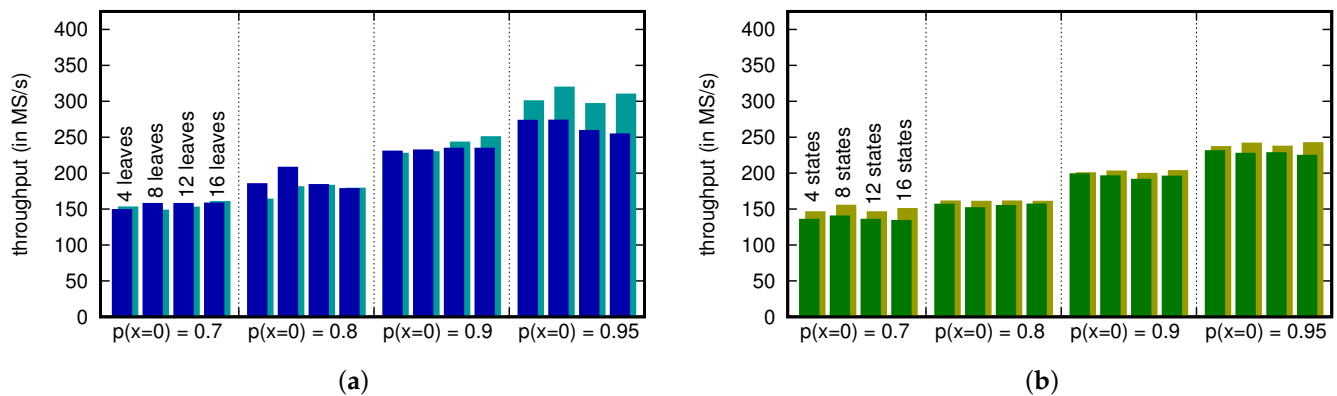 throughput (in MS/s)
400
350
300
250
200
150
100
50
0
4 leaves
8 leaves
12 leaves
16 leaves
p(x=0) = 0.7
p(x=0) = 0.8
p(x=0) = 0.9
p(x=0) = 0.95
(a)
throughput (in MS/s)
400
350
300
250
200
150
100
50
0
4 states
8 states
12 states
16 states
p(x=0) = 0.7
p(x=0) = 0.8
p(x=0) = 0.9
p(x=0) = 0.95
(b)